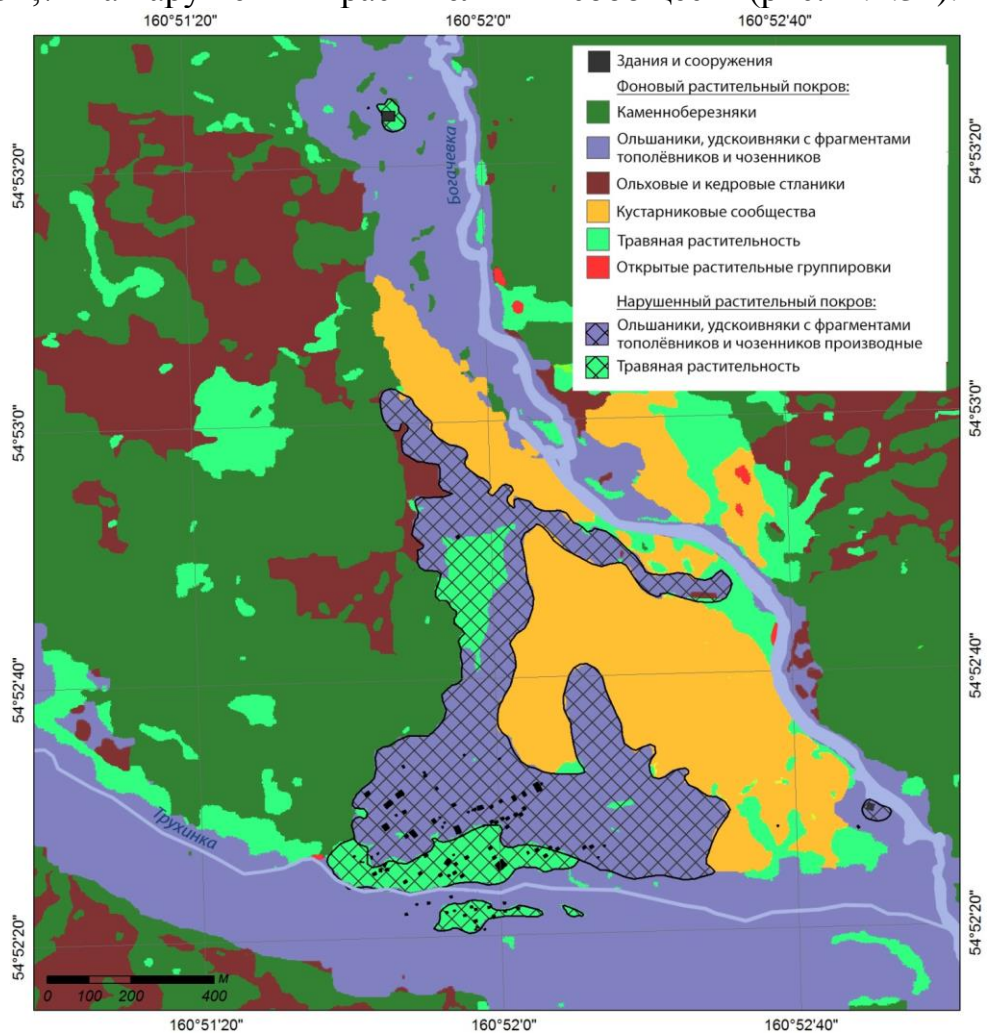 160°51'20"
160°52'0"
160°52'40"
Здания и сооружения
Фоновый растительный покров:
Каменноберезняки
Ольшаники, удскоивняки с фрагментами
тополёвников и чозенников
Ольховые и кедровые стланики
Кустарниковые сообщества
Травяная растительность
Открытые растительные группировки
Нарушенный растительный покров:
Ольшаники, удскоивняки с фрагментами
тополёвников и чозенников производные
Травяная растительность
54°53'20"
54°53'20"
Богачевка
54°53'0"
54°53'0"
54°52'40"
54°52'40"
Трухинка
54°52'20"
54°52'20"
М
0 100 200 400
160°51'20"
160°52'0"
160°52'40"